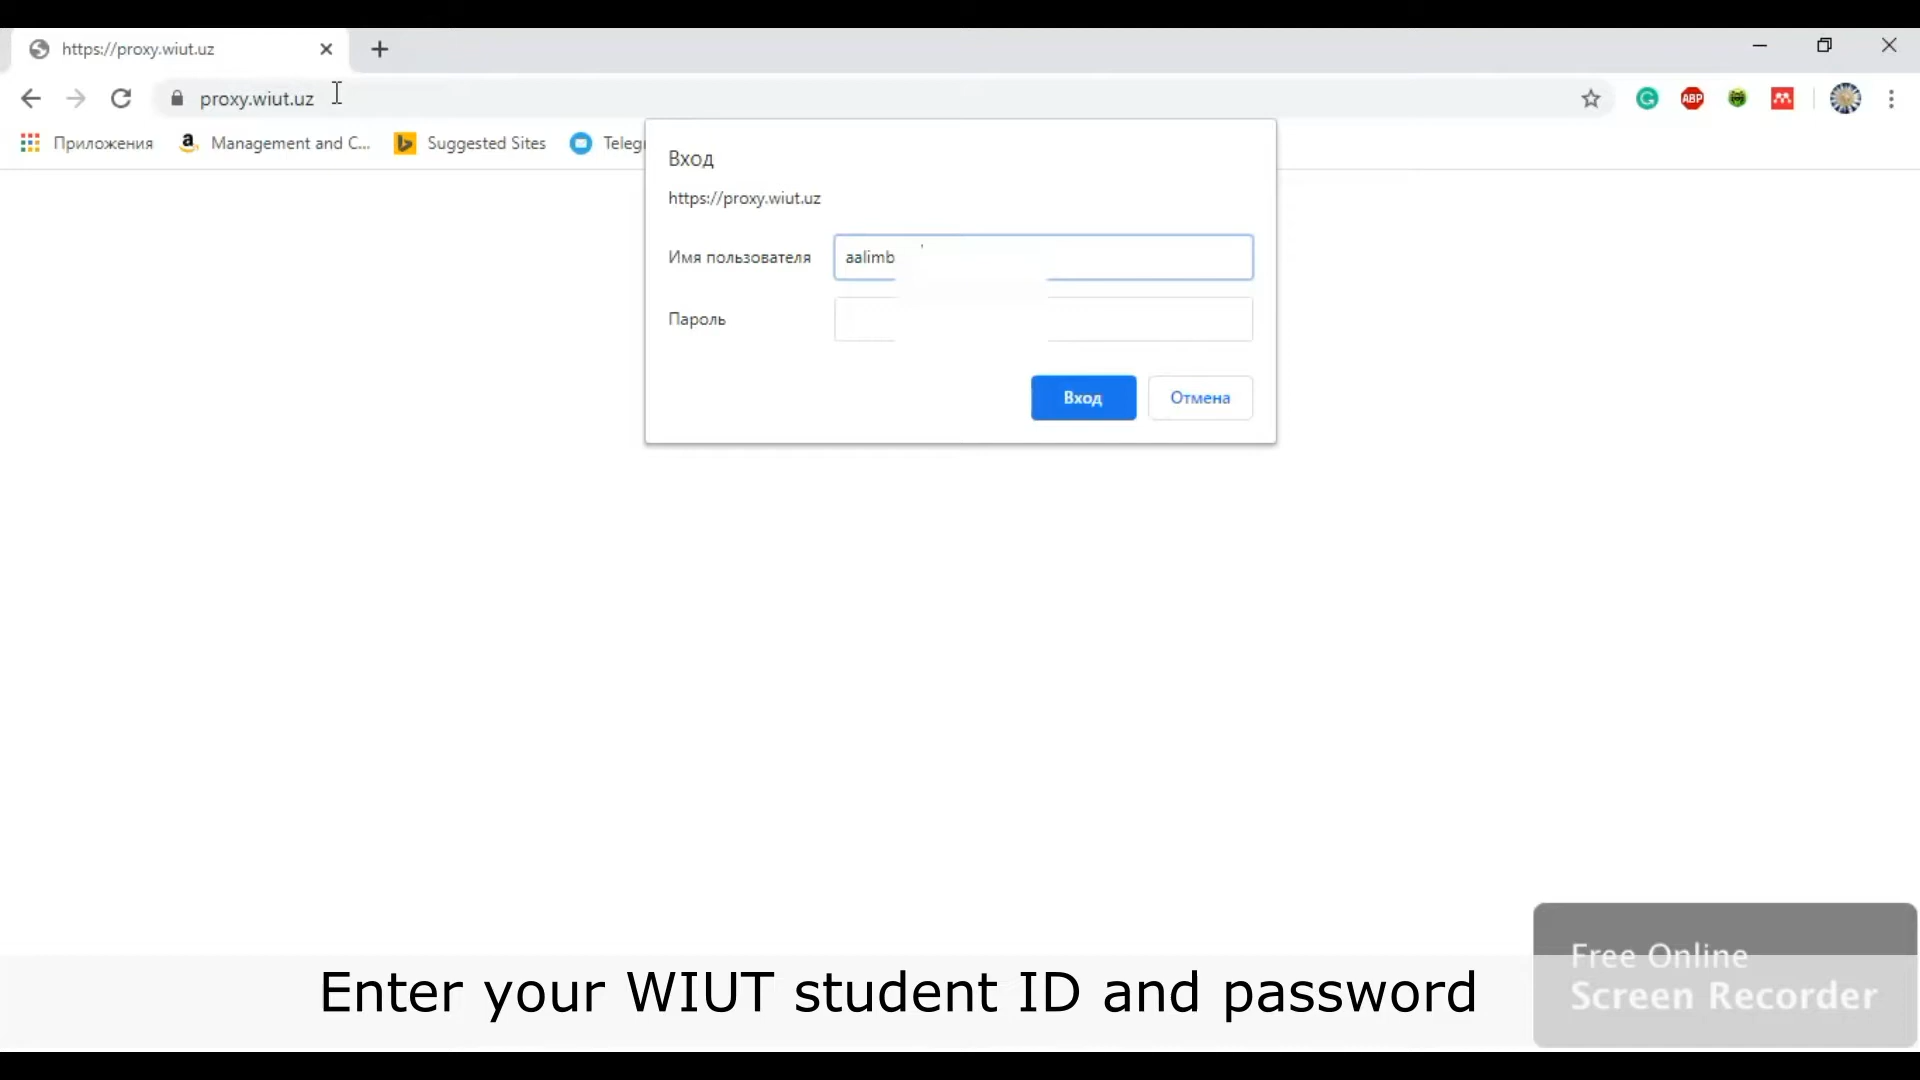 https://proxy.wiut.uz
proxy.wiut.uz
ABP
Приложения
Management and C...
Suggested Sites
Teleg
Вход
https://proxy.wiut.uz
Имя пользователя
aalimb
Пароль
Вход
Отмена
Enter your WIUT student ID and password
Free Online
Screen Recorder